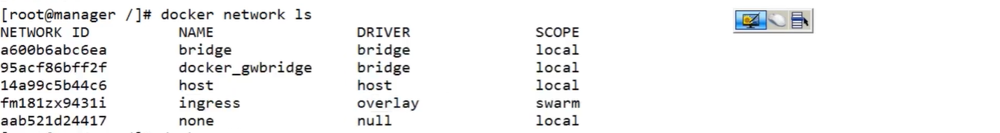 [root@manager /]# docker network ls
NETWORK ID          NAME                DRIVER              SCOPE
a600b6abc6ea        bridge              bridge              local
95acf86bff2f        docker_gwbridge     bridge              local
14a99c5b44c6        host                host                local
fm181zx9431i        ingress             overlay             swarm
aab521d24417        none                null                local